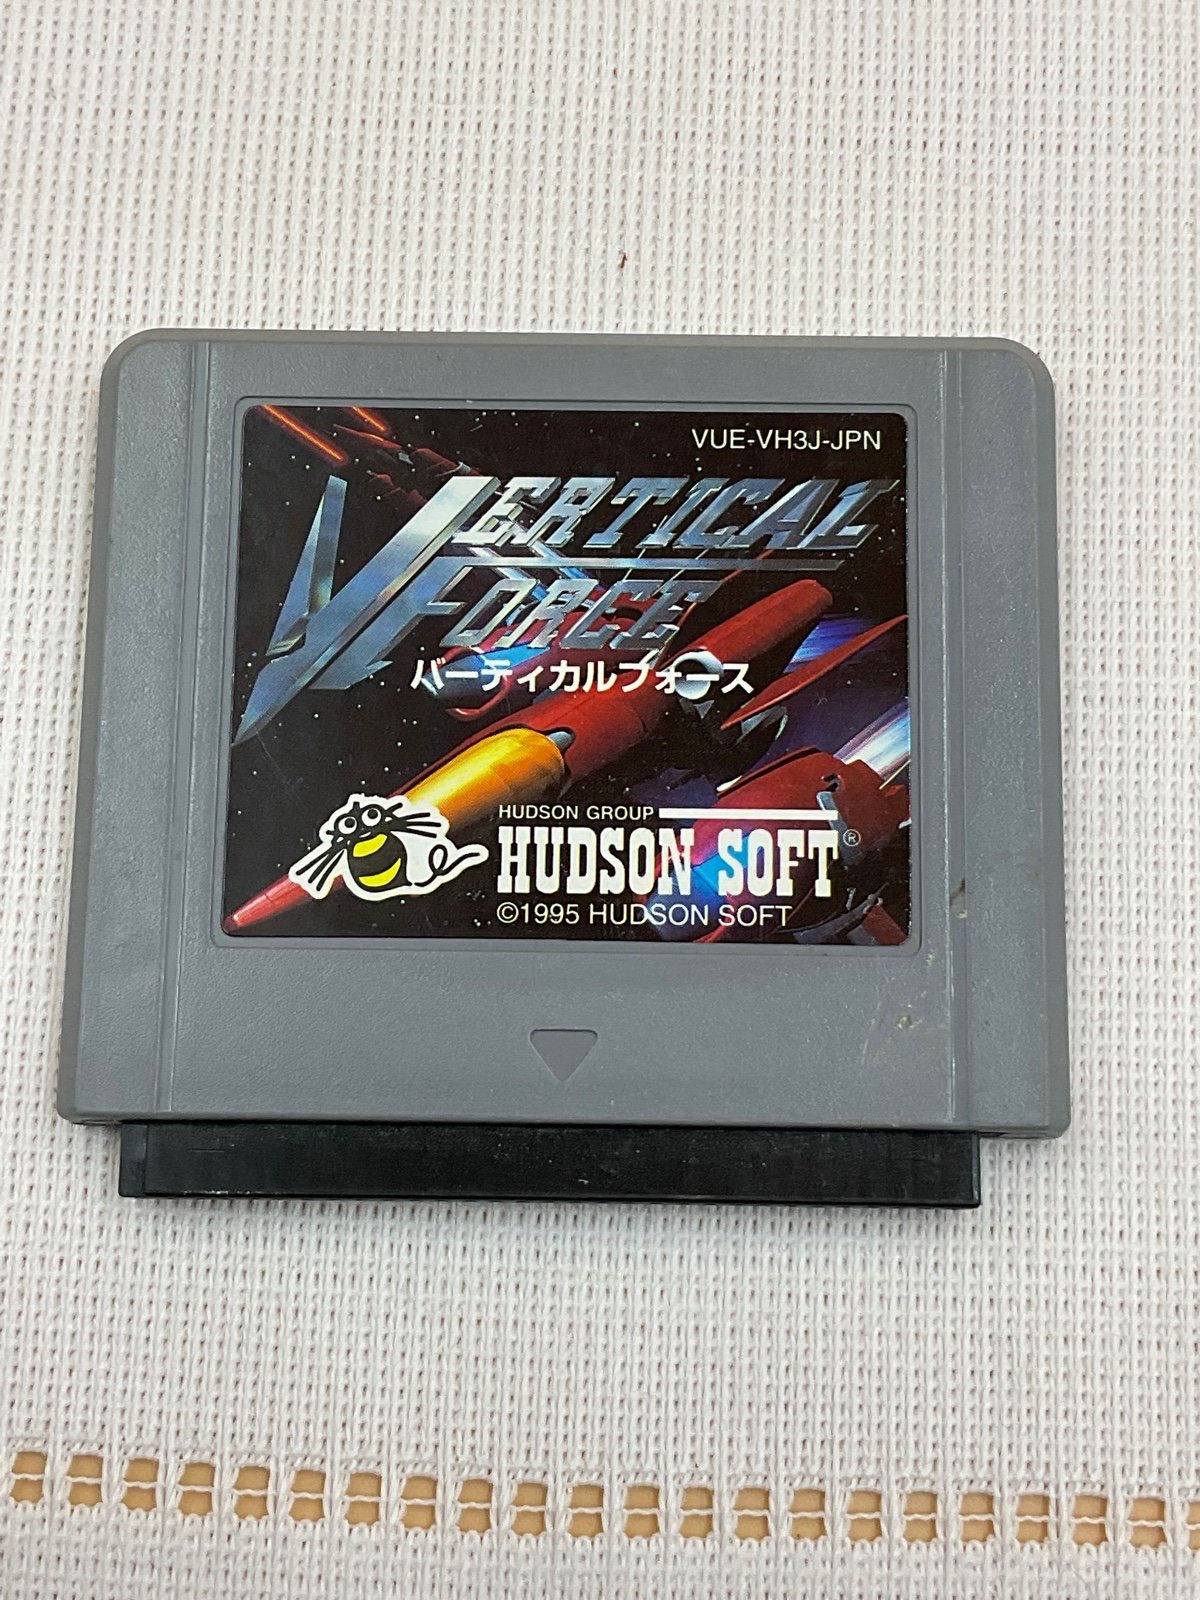 VUE-VH3J-JPN
VERTICAL
FORCE
バーティカルフォース
HUDSON GROUP
HUDSON SOFT®
©1995 HUDSON SOFT